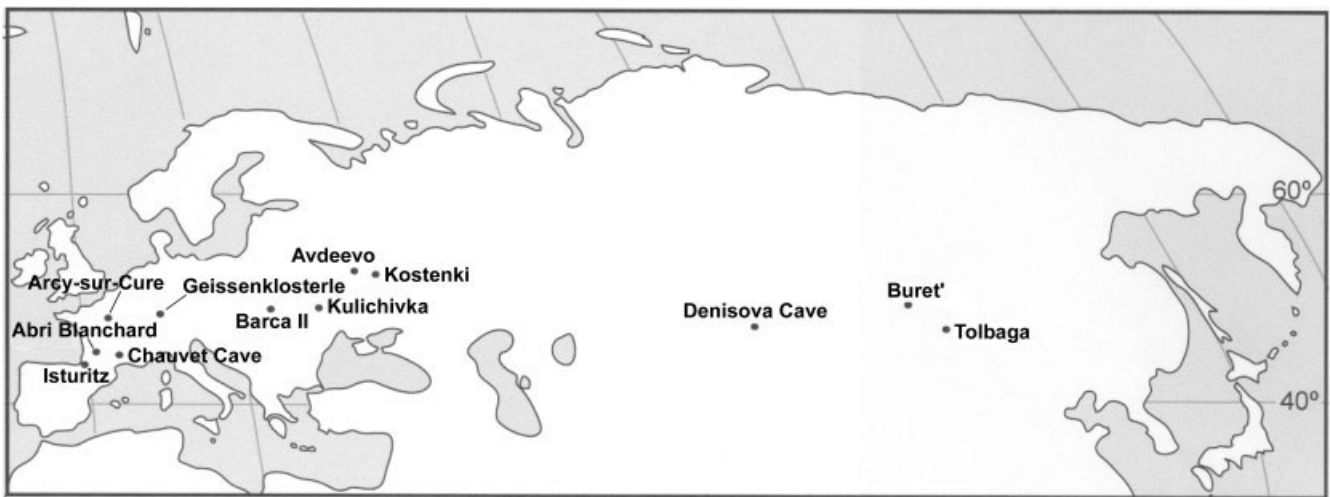 60º
Avdeevo
Kostenki
Arcy-sur-Cure
Geissenklosterle
Buret'
Kulichivka
Barca II
Denisova Cave
Abri Blanchard
Tolbaga
Chauvet Cave
Isturitz
40º